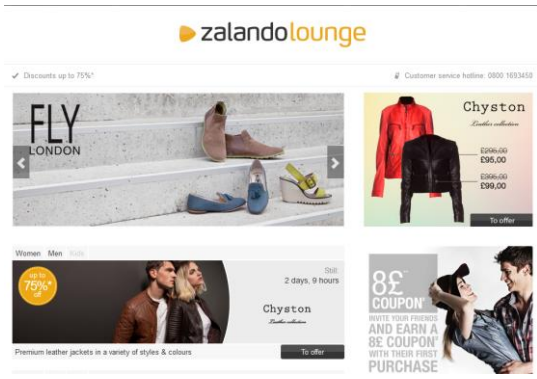 zalandolounge
✓ Discounts up to 75%*
Customer service hotline: 0800 1693450
FLY
LONDON
Chyston
Leather collection
£295,00
£95,00
£395,00
£99,00
To offer
Women Men Kids
up to
75%*
off
Still:
2 days, 9 hours
Chyston
Leather collection
Premium leather jackets in a variety of styles & colours
To offer
8£**
COUPON
INVITE YOUR FRIENDS
AND EARN A
8£ COUPON*
WITH THEIR FIRST
PURCHASE